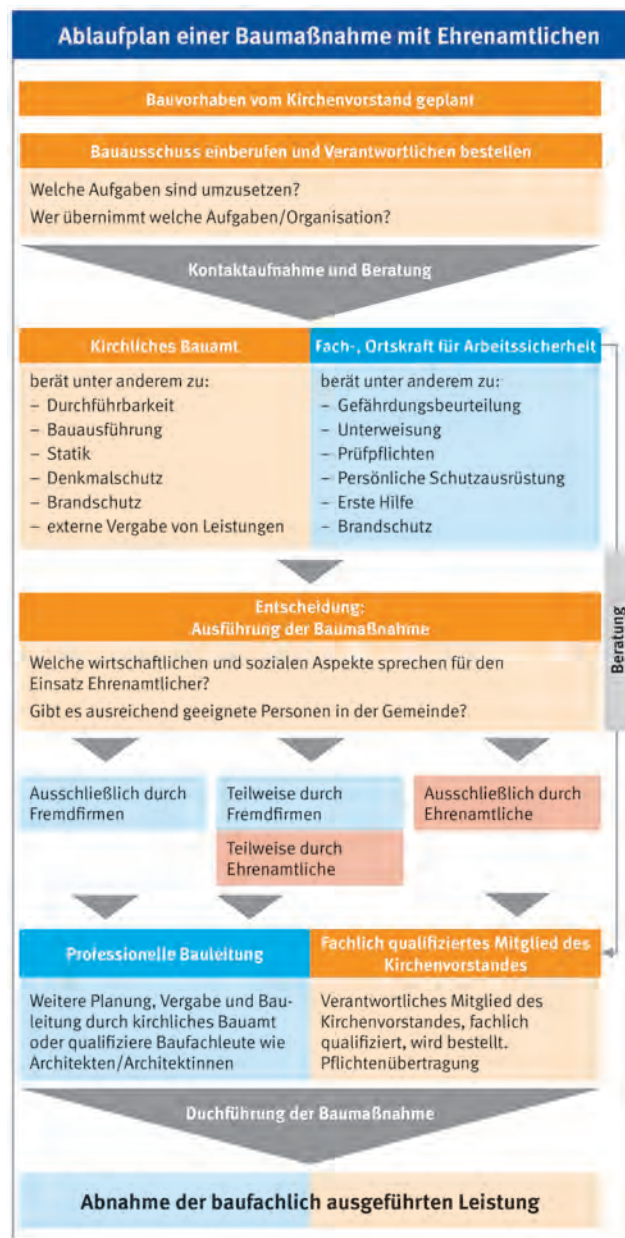 Ablaufplan einer Baumaßnahme mit Ehrenamtlichen
Bauvorhaben vom Kirchenvorstand geplant
Bauausschuss einberufen und Verantwortlichen bestellen
Welche Aufgaben sind umzusetzen?
Wer übernimmt welche Aufgaben/Organisation?
Kontaktaufnahme und Beratung
Kirchliches Bauamt
berät unter anderem zu:
– Durchführbarkeit
– Bauausführung
– Statik
– Denkmalschutz
– Brandschutz
– externe Vergabe von Leistungen
Fach-, Ortskraft für Arbeitssicherheit
berät unter anderem zu:
– Gefährdungsbeurteilung
– Unterweisung
– Prüfpflichten
– Persönliche Schutzausrüstung
– Erste Hilfe
– Brandschutz
Beratung
Entscheidung:
Ausführung der Baumaßnahme
Welche wirtschaftlichen und sozialen Aspekte sprechen für den
Einsatz Ehrenamtlicher?
Gibt es ausreichend geeignete Personen in der Gemeinde?
Ausschließlich durch
Fremdfirmen
Teilweise durch
Fremdfirmen
Teilweise durch
Ehrenamtliche
Ausschließlich durch
Ehrenamtliche
Professionelle Bauleitung
Weitere Planung, Vergabe und Bau-
leitung durch kirchliches Bauamt
oder qualifiziere Baufachleute wie
Architekten/Architektinnen
Fachlich qualifiziertes Mitglied des
Kirchenvorstandes
Verantwortliches Mitglied des
Kirchenvorstandes, fachlich
qualifiziert, wird bestellt.
Pflichtenübertragung
Duchführung der Baumaßnahme
Abnahme der baufachlich ausgeführten Leistung